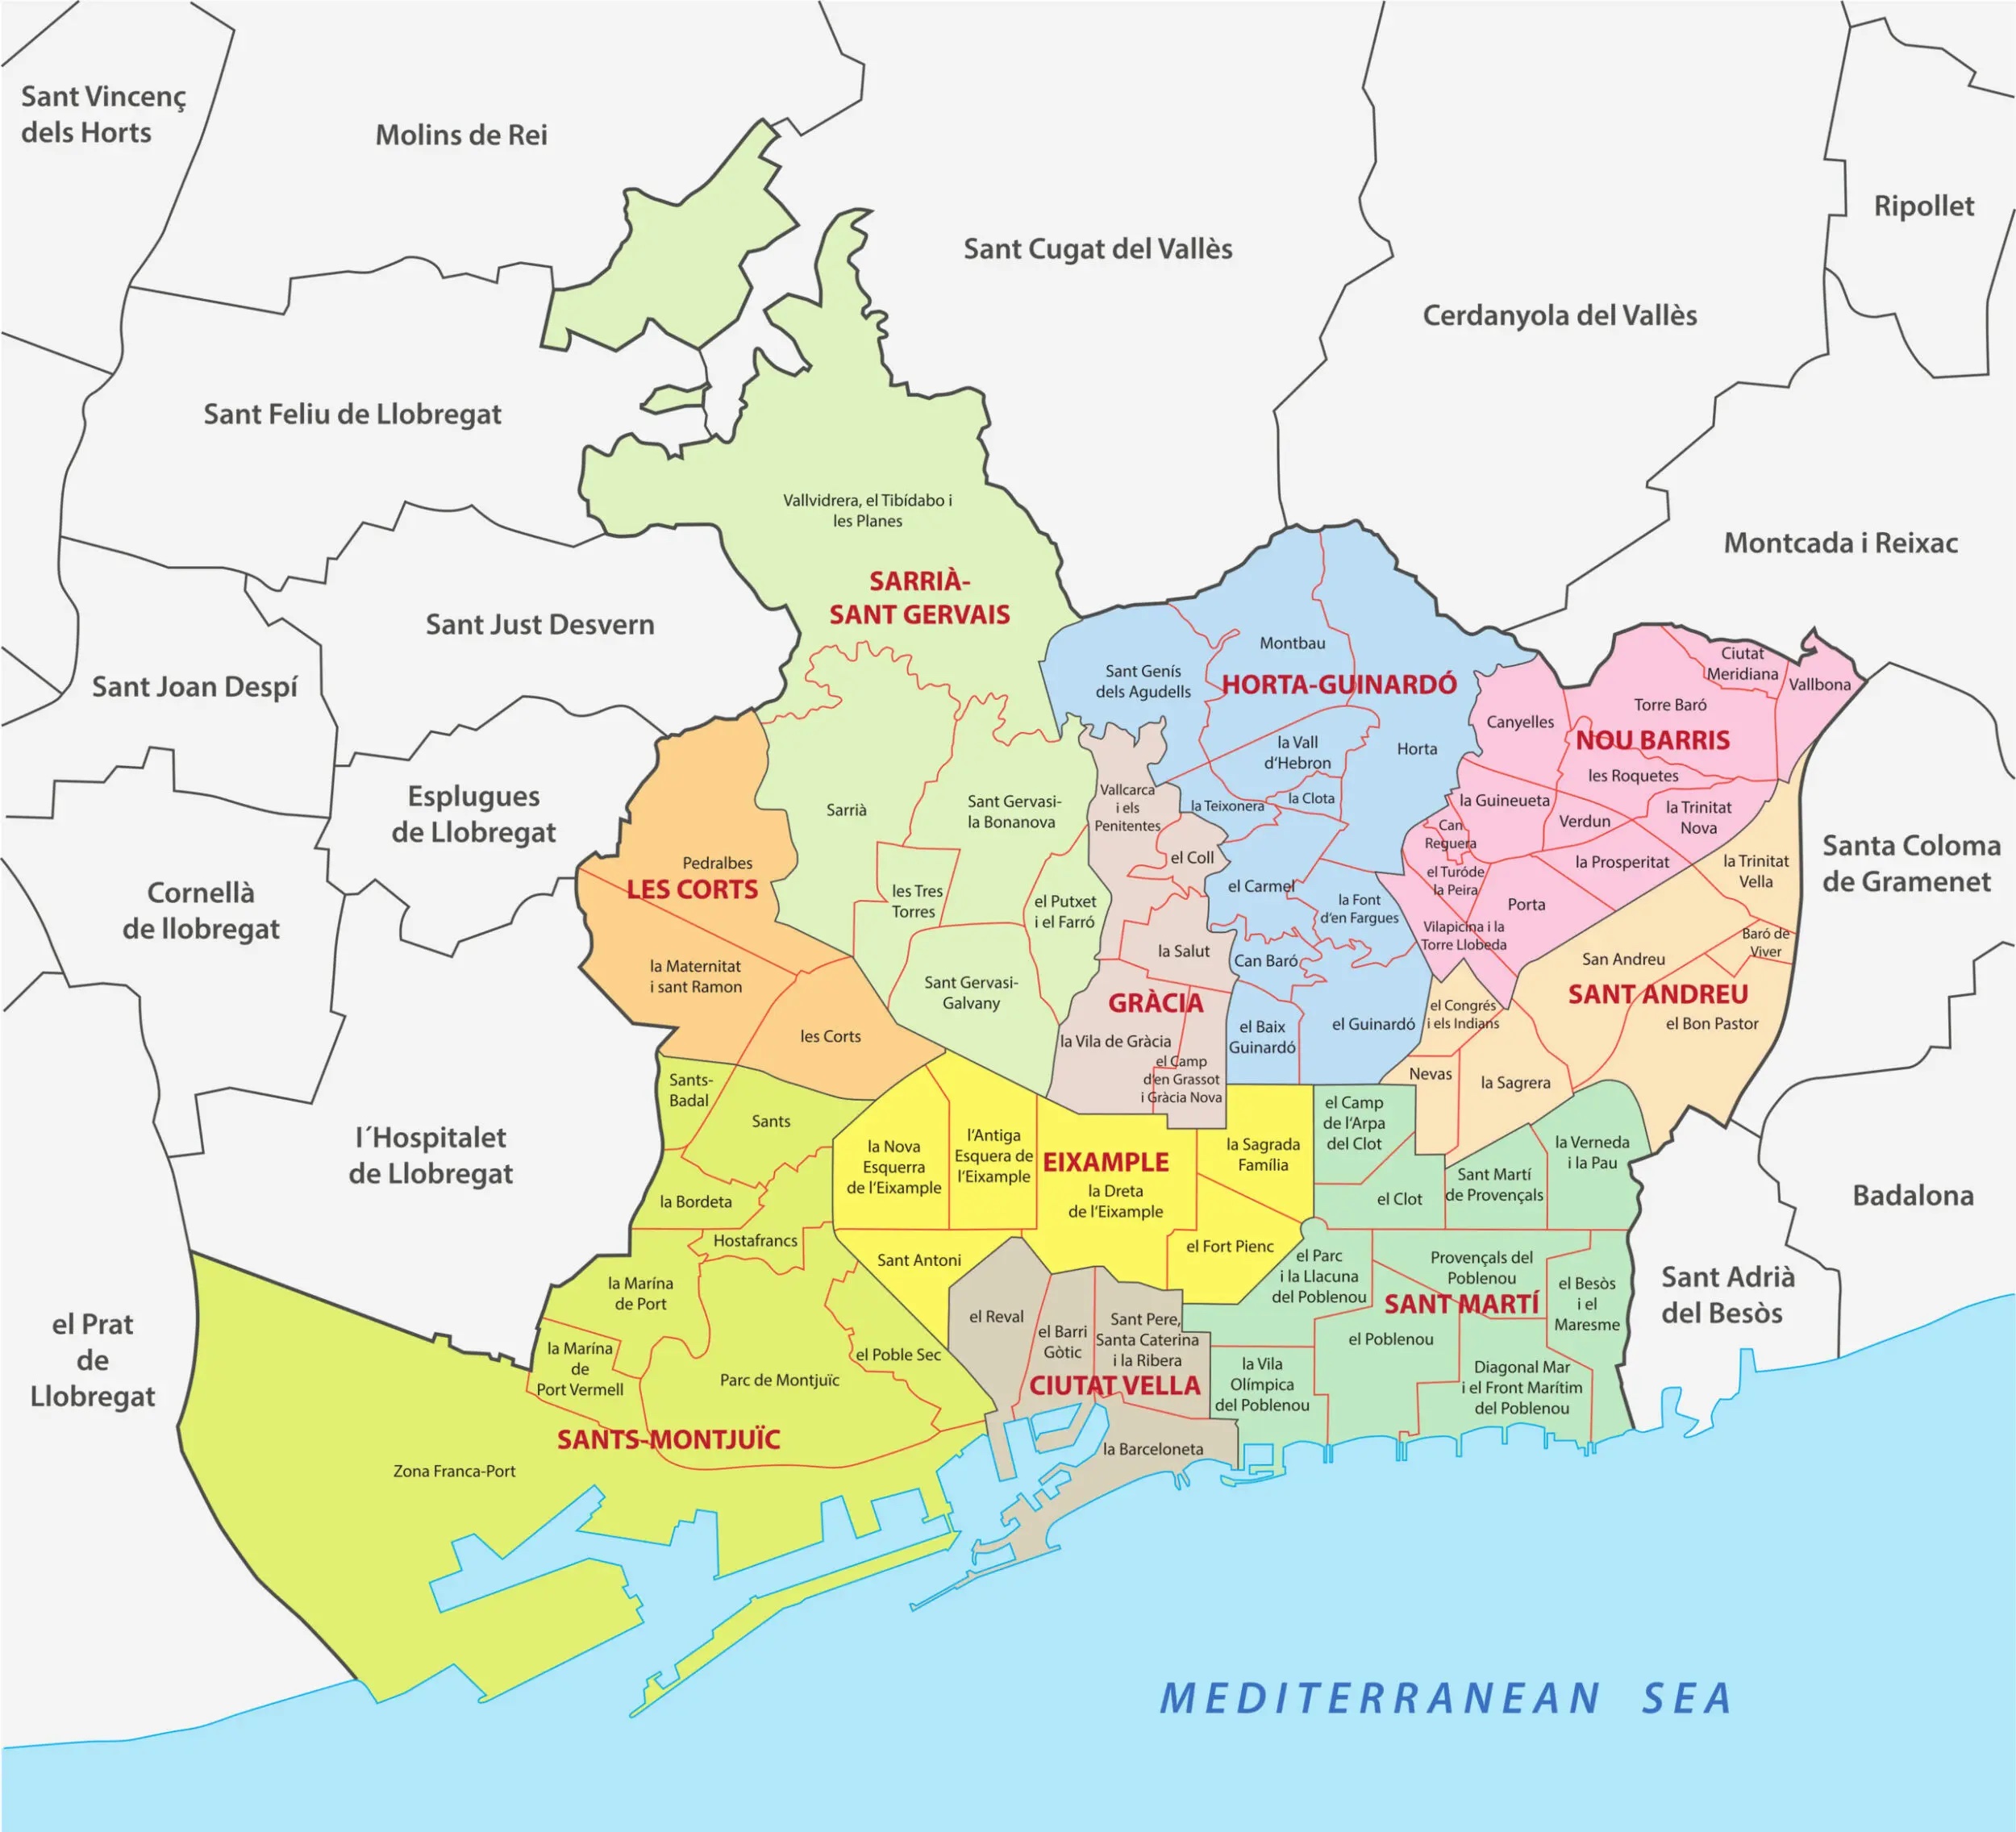 Sant Vincenç
dels Horts
Molins de Rei
Ripollet
Sant Cugat del Vallès
Cerdanyola del Vallès
Sant Feliu de Llobregat
Vallvidrera, el Tibídabo i
les Planes
Montcada i Reixac
SARRIÀ-
SANT GERVAIS
Sant Just Desvern
Sant Joan Despí
Montbau
Sant Genís
dels Agudells
HORTA-GUINARDÓ
Ciutat
Meridiana
Vallbona
Torre Baró
Canyelles
NOU BARRIS
la Vall
d'Hebron
Horta
les Roquetes
Esplugues
de Llobregat
Sarrià
Sant Gervasi-
la Bonanova
Vallcarca
i els
Penitentes
la Teixonera
la Clota
la Guineueta
la Trinitat
Nova
Verdun
Can
Reguera
Santa Coloma
de Gramenet
Pedralbes
LES CORTS
el Coll
el Turóde
la Peira
la Prosperitat
la Trinitat
Vella
Cornellà
de llobregat
les Tres
Torres
el Putxet
i el Farró
el Carmel
la Font
d'en Fargues
Porta
Vilapicina i la
Torre Llobeda
Baró de
Viver
la Maternitat
i sant Ramon
la Salut
Can Baró
San Andreu
Sant Gervasi-
Galvany
GRÀCIA
SANT ANDREU
el Congrés
i els Indians
les Corts
la Vila de Gràcia
el Baix
Guinardó
el Guinardó
el Bon Pastor
el Camp
d'en Grassot
i Gràcia Nova
Nevas
la Sagrera
Sants-
Badal
Sants
l´Hospitalet
de Llobregat
la Nova
Esquerra
de l'Eixample
l'Antiga
Esquera de
l'Eixample
EIXAMPLE
la Dreta
de l'Eixample
la Sagrada
Família
el Camp
de l'Arpa
del Clot
la Verneda
i la Pau
Sant Martí
de Provençals
el Clot
Badalona
la Bordeta
Hostafrancs
Sant Antoni
el Fort Pienc
el Parc
i la Llacuna
del Poblenou
Provençals del
Poblenou
SANT MARTÍ
el Besòs
i el
Maresme
Sant Adrià
del Besòs
la Marína
de Port
el Prat
de
Llobregat
la Marína
de
Port Vermell
el Reval
el Barri
Gòtic
Sant Pere,
Santa Caterina
i la Ribera
el Poblenou
el Poble Sec
Parc de Montjuïc
CIUTAT VELLA
la Vila
Olímpica
del Poblenou
Diagonal Mar
i el Front Marítim
del Poblenou
SANTS-MONTJUÏC
la Barceloneta
Zona Franca-Port
MEDITERRANEAN SEA